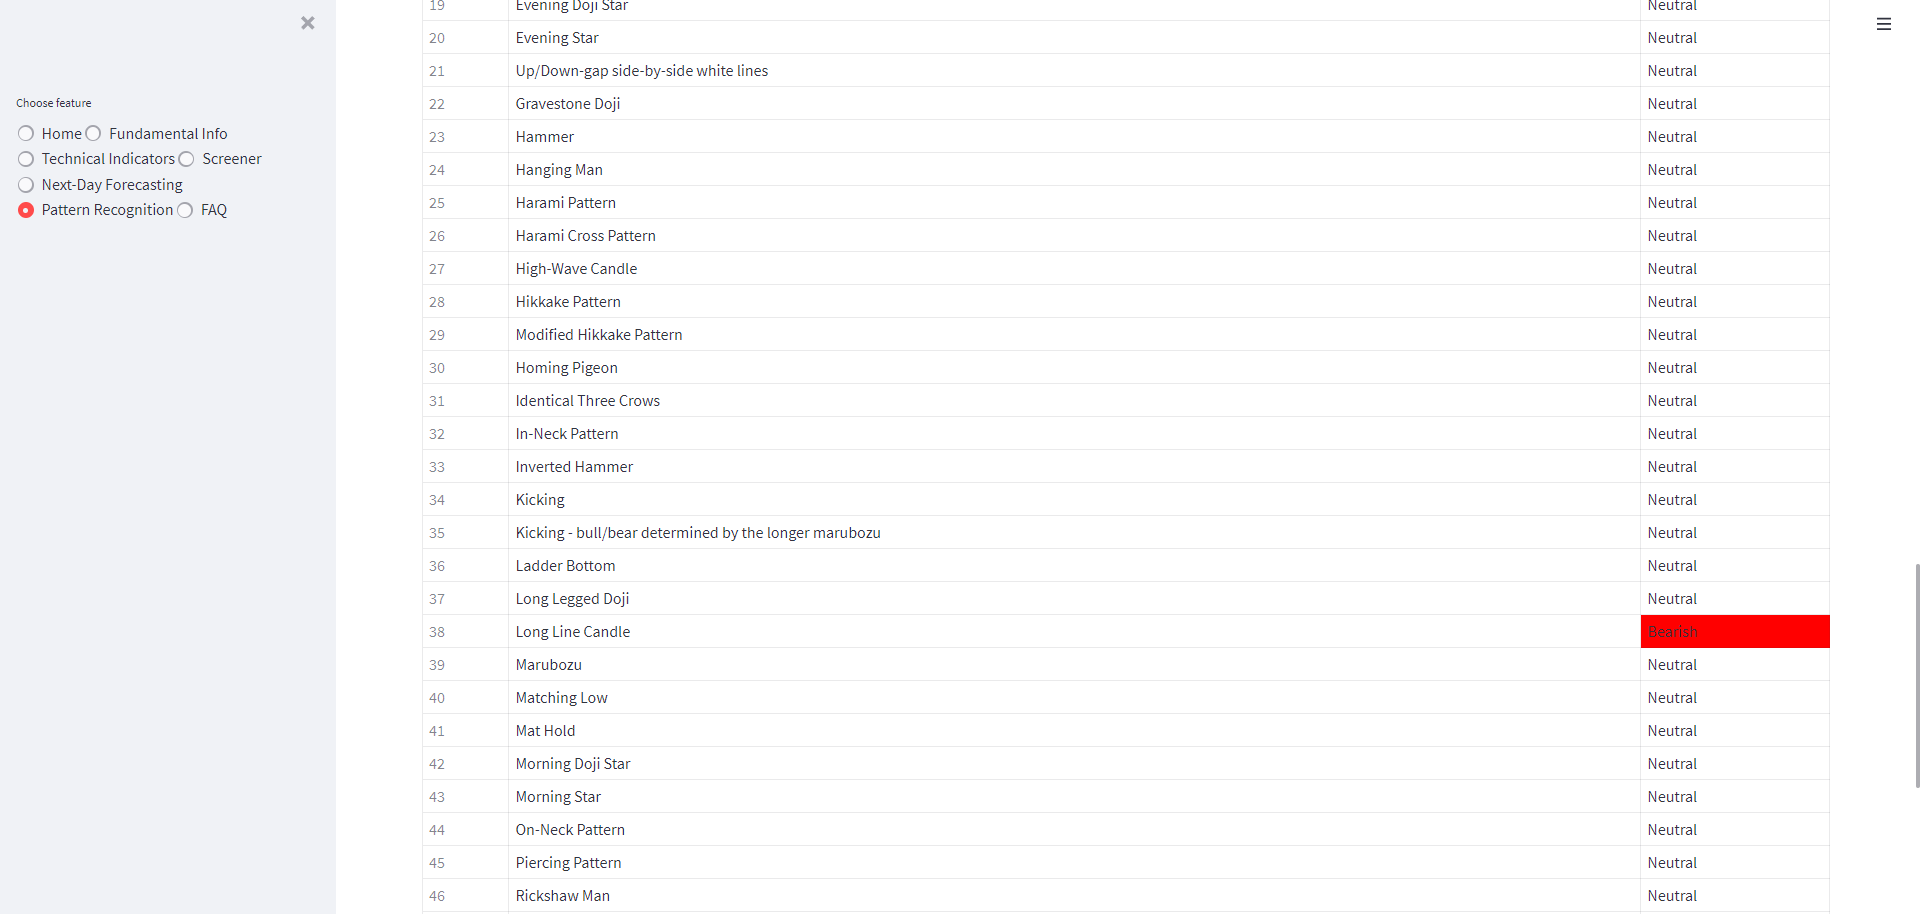 Choose feature
Home Fundamental Info
Technical Indicators Screener
Next-Day Forecasting
Pattern Recognition FAQ
19 Evening Doji Star Neutral
20 Evening Star Neutral
21 Up/Down-gap side-by-side white lines Neutral
22 Gravestone Doji Neutral
23 Hammer Neutral
24 Hanging Man Neutral
25 Harami Pattern Neutral
26 Harami Cross Pattern Neutral
27 High-Wave Candle Neutral
28 Hikkake Pattern Neutral
29 Modified Hikkake Pattern Neutral
30 Homing Pigeon Neutral
31 Identical Three Crows Neutral
32 In-Neck Pattern Neutral
33 Inverted Hammer Neutral
34 Kicking Neutral
35 Kicking - bull/bear determined by the longer marubozu Neutral
36 Ladder Bottom Neutral
37 Long Legged Doji Neutral
38 Long Line Candle Bearish
39 Marubozu Neutral
40 Matching Low Neutral
41 Mat Hold Neutral
42 Morning Doji Star Neutral
43 Morning Star Neutral
44 On-Neck Pattern Neutral
45 Piercing Pattern Neutral
46 Rickshaw Man Neutral